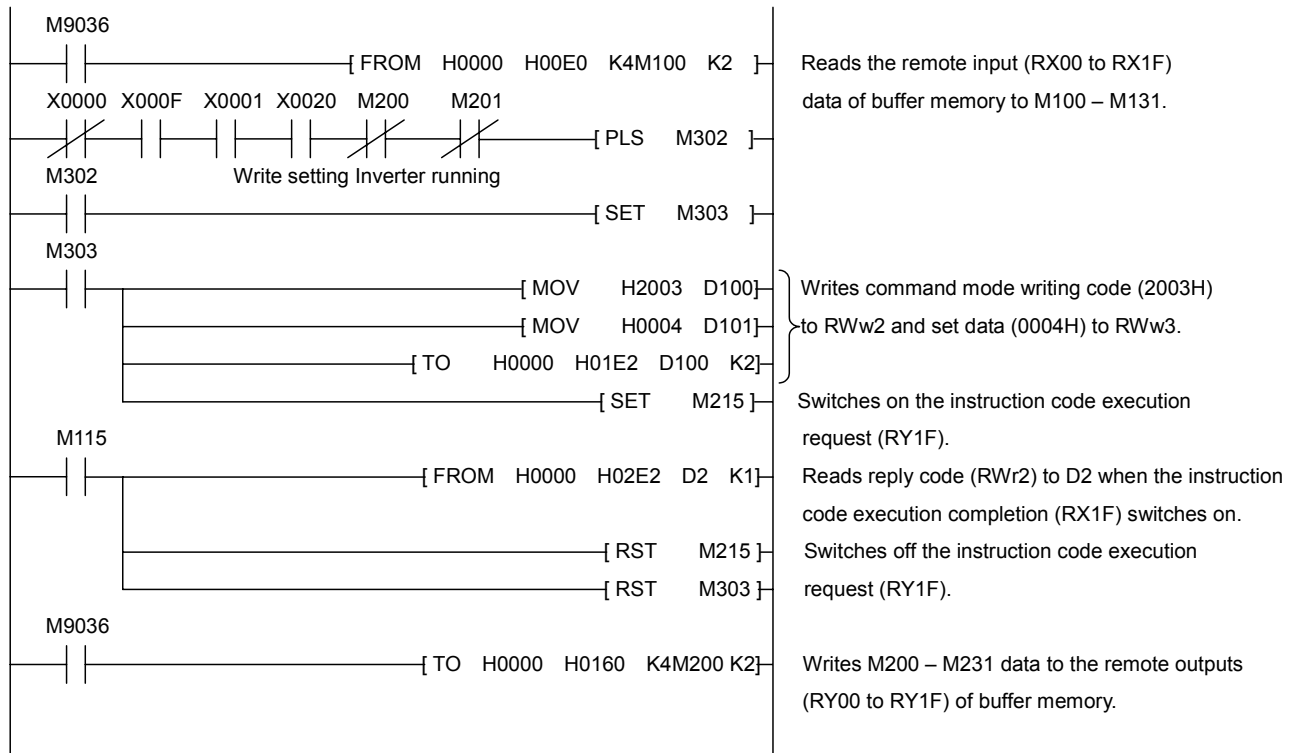 M9036
[ FROM H0000 H00E0 K4M100 K2 ] Reads the remote input (RX00 to RX1F)
X0000 X000F X0001 X0020 M200 M201 data of buffer memory to M100 – M131.
[ PLS M302 ]
M302 Write setting Inverter running
[ SET M303 ]
M303
[ MOV H2003 D100] Writes command mode writing code (2003H)
[ MOV H0004 D101] to RWw2 and set data (0004H) to RWw3.
[ TO H0000 H01E2 D100 K2]
[ SET M215 ] Switches on the instruction code execution
M115 request (RY1F).
[ FROM H0000 H02E2 D2 K1] Reads reply code (RWr2) to D2 when the instruction
code execution completion (RX1F) switches on.
[ RST M215 ] Switches off the instruction code execution
[ RST M303 ] request (RY1F).
M9036
[ TO H0000 H0160 K4M200 K2] Writes M200 – M231 data to the remote outputs
(RY00 to RY1F) of buffer memory.